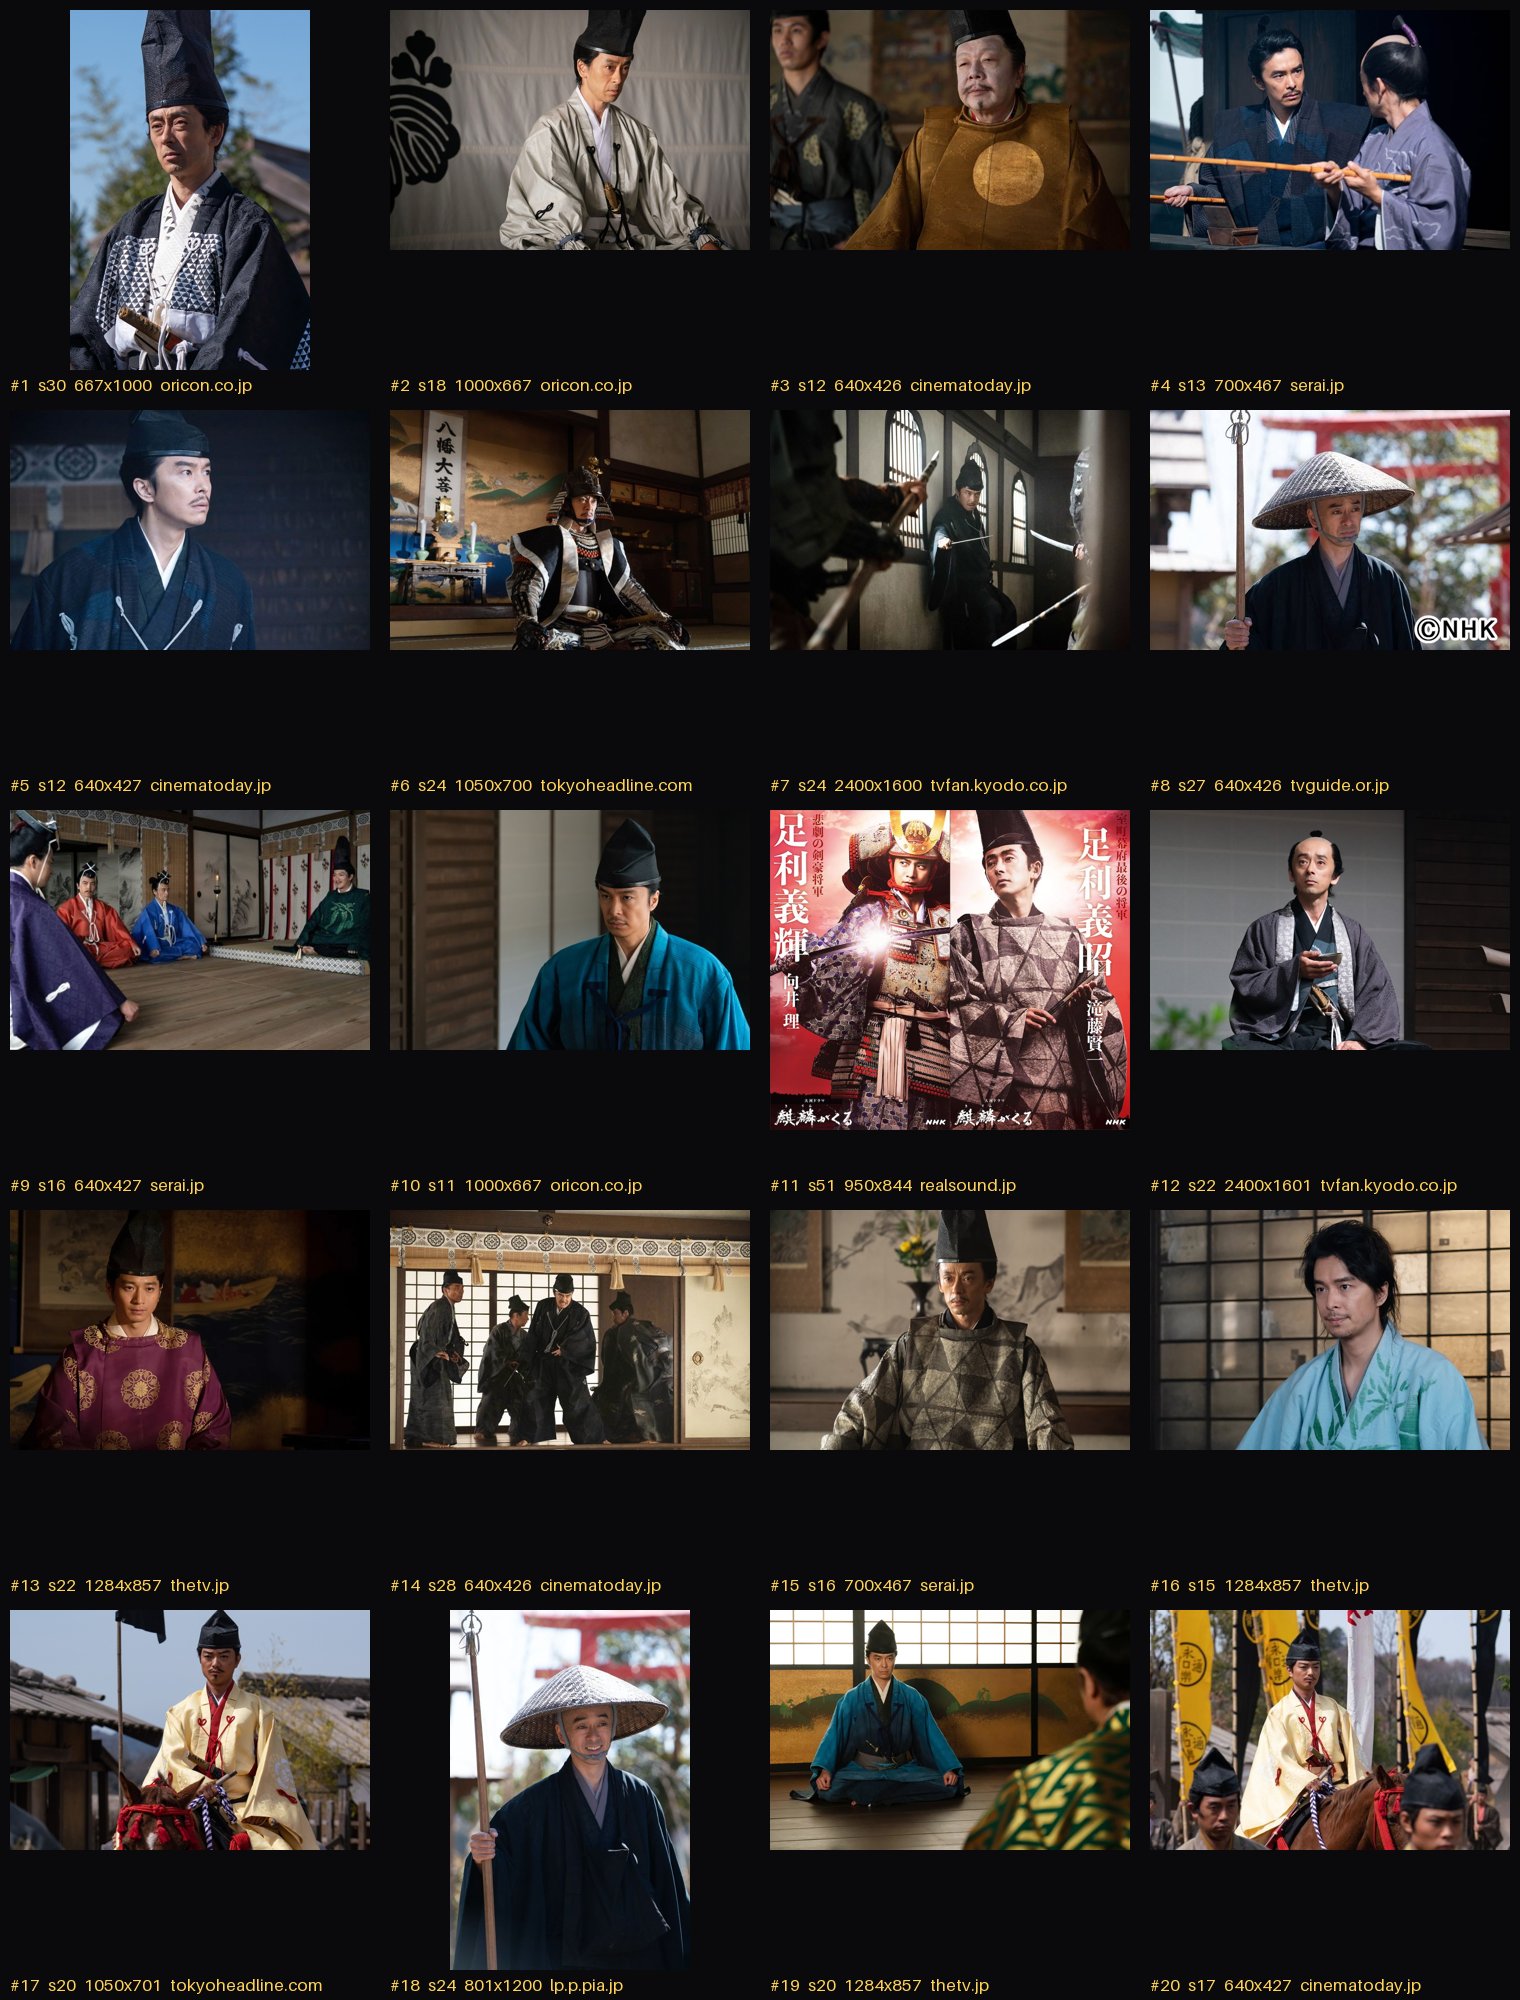 #1 s30 667x1000 oricon.co.jp
#2 s18 1000x667 oricon.co.jp
#3 s12 640x426 cinematoday.jp
#4 s13 700x467 serai.jp
八幡大菩
©NHK
#5 s12 640x427 cinematoday.jp
#6 s24 1050x700 tokyoheadline.com
#7 s24 2400x1600 tvfan.kyodo.co.jp
#8 s27 640x426 tvguide.or.jp
悲劇の剣豪将軍
足利義輝
向井理
麒麟がくる
NHK
室町幕府最後の将軍
足利義昭
滝藤賢一
麒麟がくる
NHK
#9 s16 640x427 serai.jp
#10 s11 1000x667 oricon.co.jp
#11 s51 950x844 realsound.jp
#12 s22 2400x1601 tvfan.kyodo.co.jp
#13 s22 1284x857 thetv.jp
#14 s28 640x426 cinematoday.jp
#15 s16 700x467 serai.jp
#16 s15 1284x857 thetv.jp
#17 s20 1050x701 tokyoheadline.com
#18 s24 801x1200 lp.p.pia.jp
#19 s20 1284x857 thetv.jp
#20 s17 640x427 cinematoday.jp